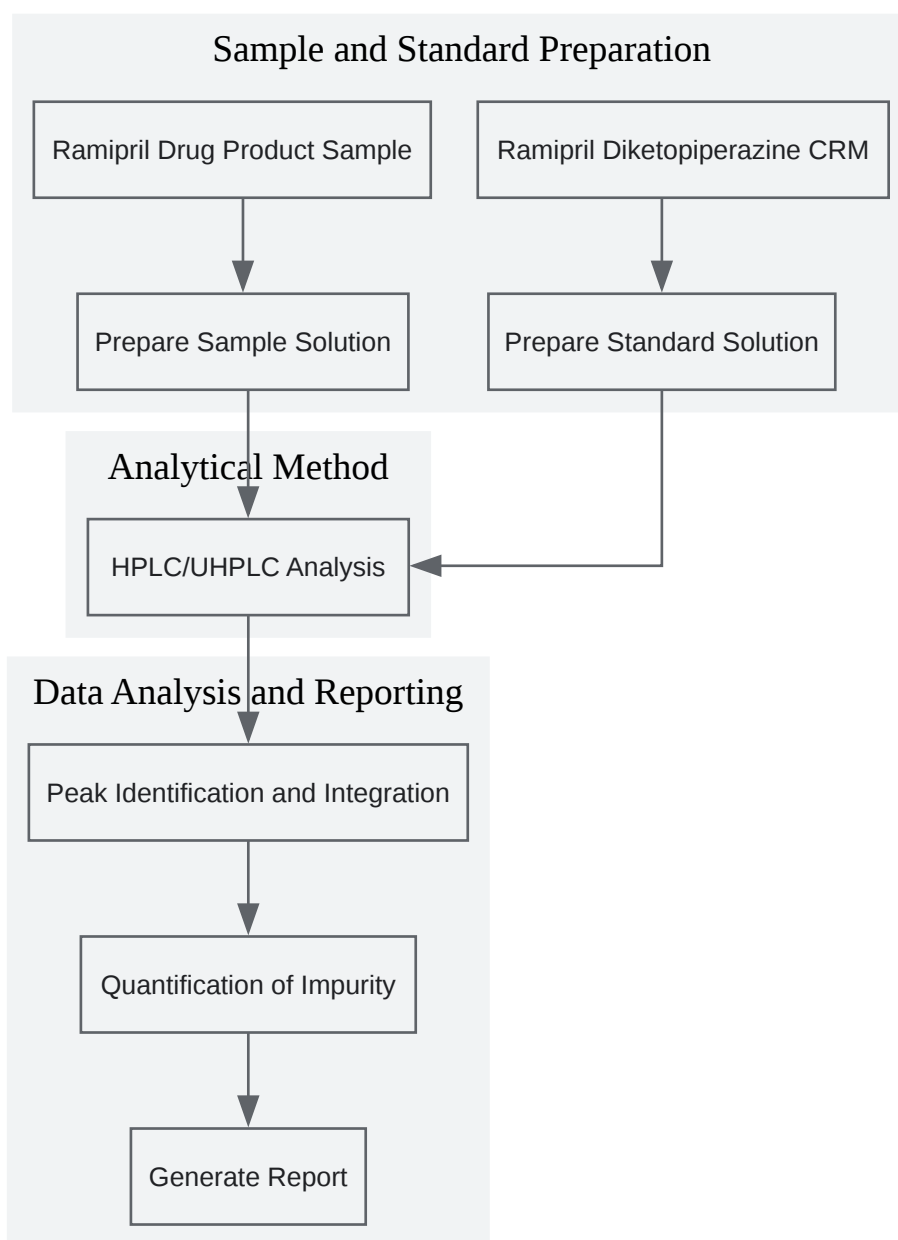 Sample and Standard Preparation
Ramipril Drug Product Sample
Ramipril Diketopiperazine CRM
Prepare Sample Solution
Prepare Standard Solution
Analytical Method
HPLC/UHPLC Analysis
Data Analysis and Reporting
Peak Identification and Integration
Quantification of Impurity
Generate Report